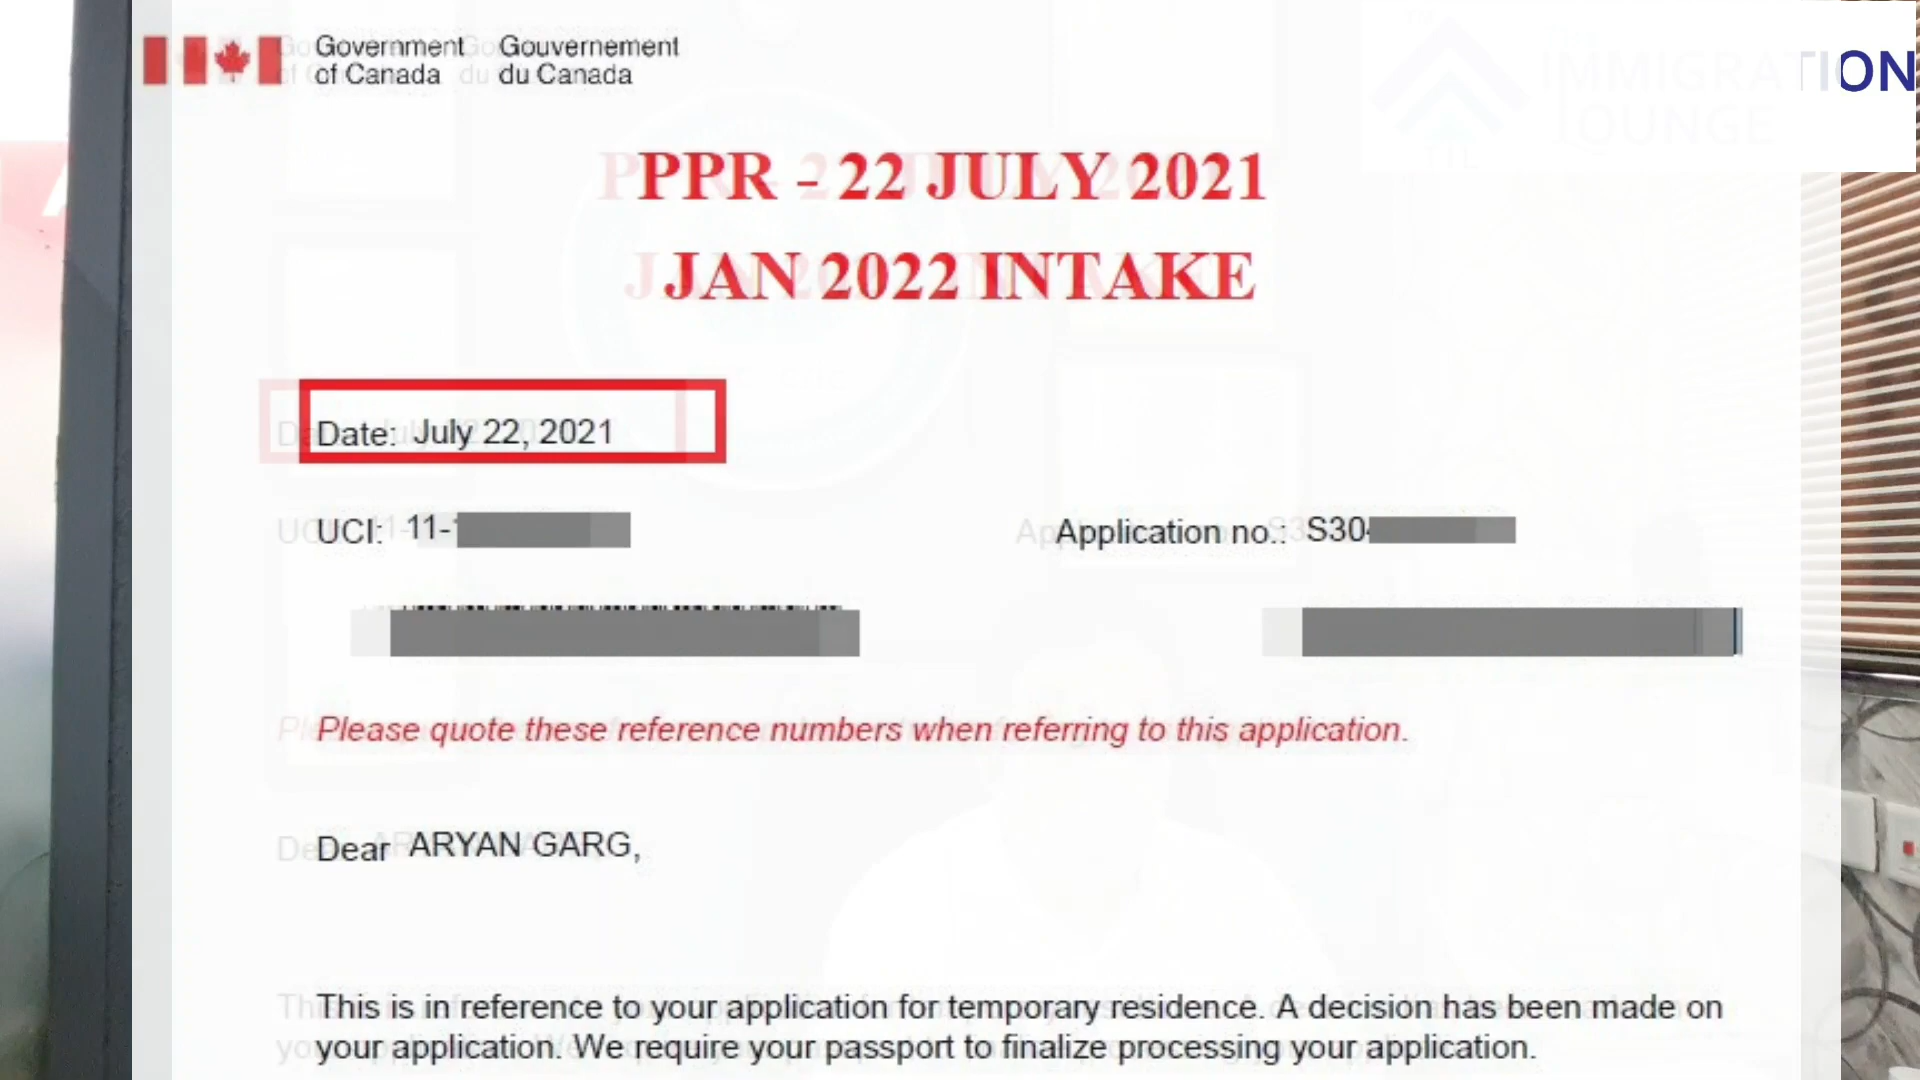 Government of Canada
Gouvernement du Canada
IMMIGRATION
LOUNGE
PPR - 22 JULY 2021
JAN 2022 INTAKE
Date: July 22, 2021
UCI: 11-
Application no.: S304
Please quote these reference numbers when referring to this application.
Dear ARYAN GARG,
This is in reference to your application for temporary residence. A decision has been made on
your application. We require your passport to finalize processing your application.